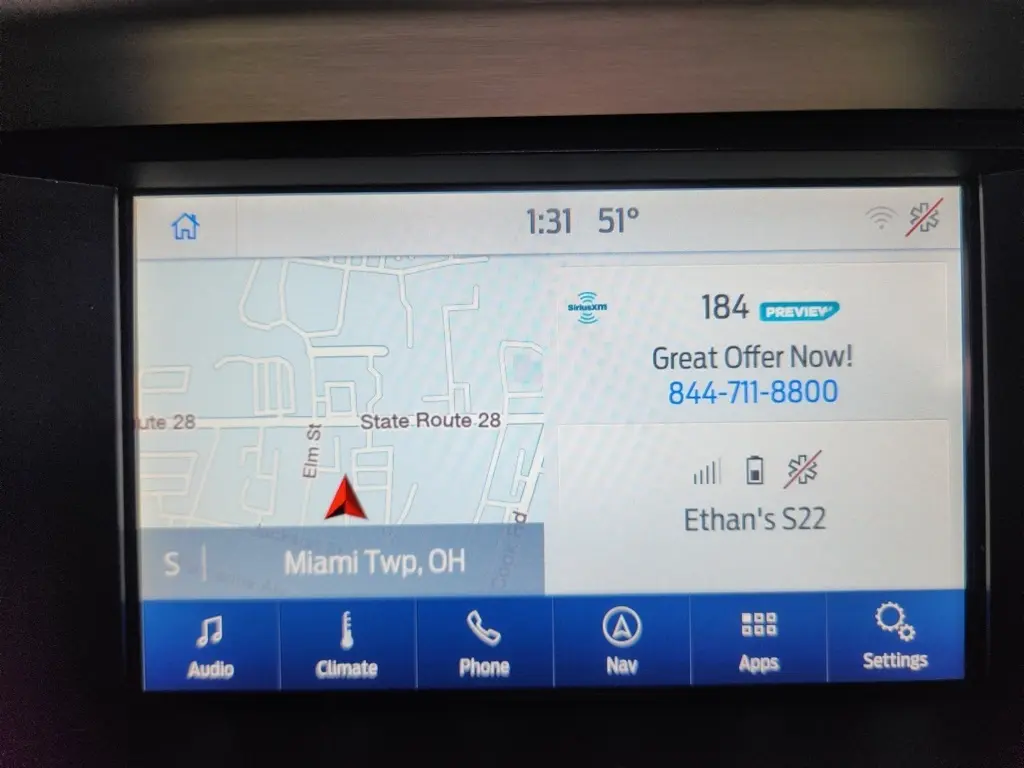 1:31 51°
SiriusXM
184 PREVIEW
Great Offer Now!
844-711-8800
ute 28
State Route 28
Elm St
Ethan's S22
S
Miami Twp, OH
Audio
Climate
Phone
Nav
Apps
Settings